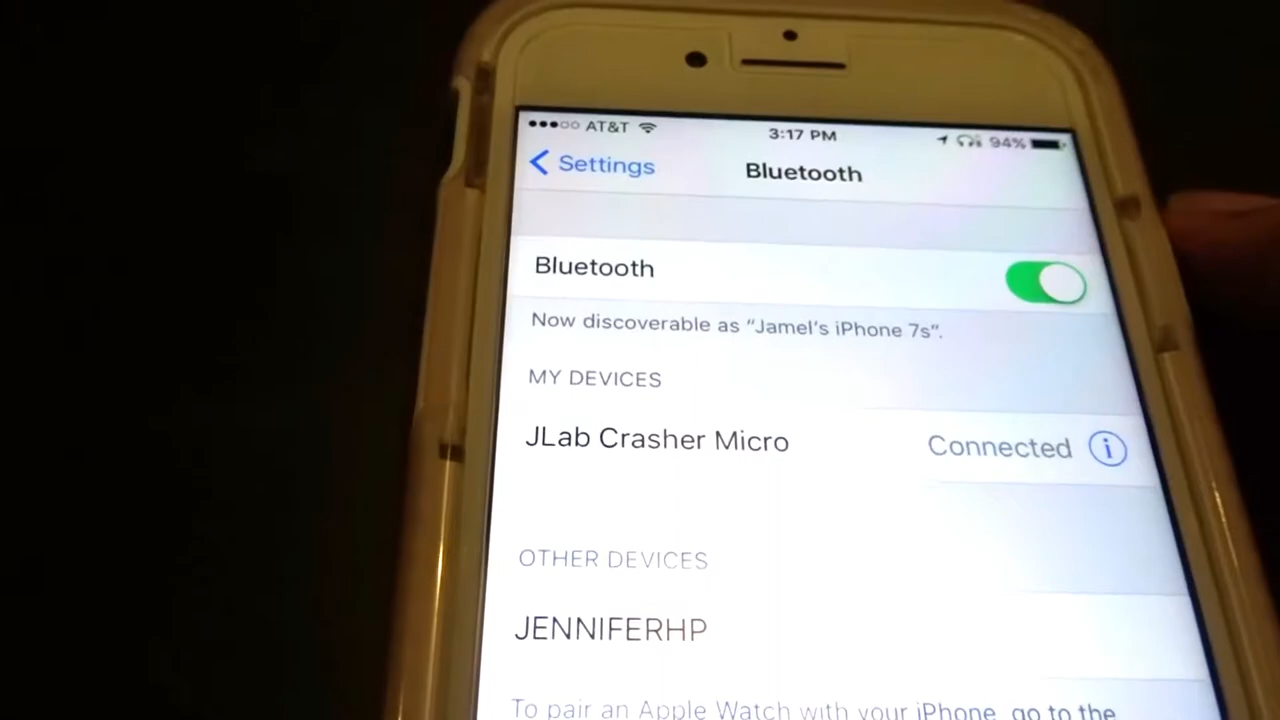 AT&T 3:17 PM 94%
Settings Bluetooth
Bluetooth
Now discoverable as “Jamel’s iPhone 7s”.
MY DEVICES
JLab Crasher Micro Connected i
OTHER DEVICES
JENNIFERHP
To pair an Apple Watch with your iPhone, go to the